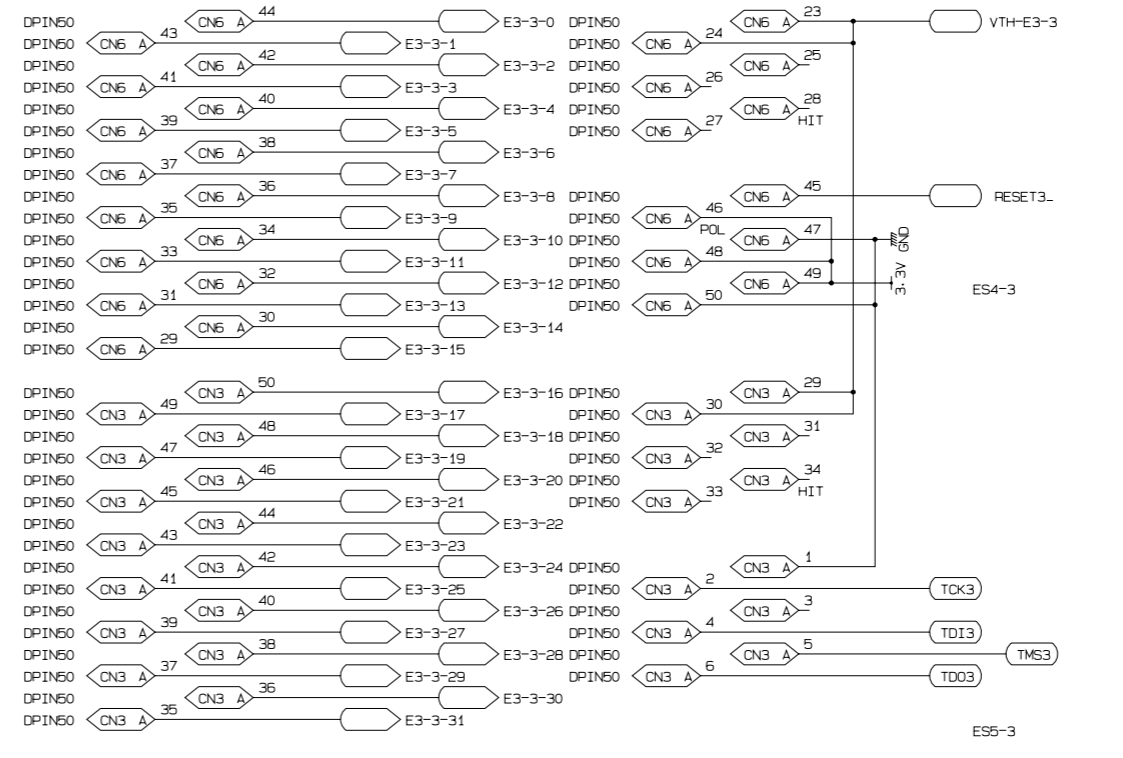 DPIN50 CN6 A 44 E3-3-0 DPIN50 CN6 A 23 VTH-E3-3
DPIN50 CN6 A 43 E3-3-1 DPIN50 CN6 A 24
DPIN50 CN6 A 42 E3-3-2 DPIN50 CN6 A 25
DPIN50 CN6 A 41 E3-3-3 DPIN50 CN6 A 26
DPIN50 CN6 A 40 E3-3-4 DPIN50 CN6 A 28 HIT
DPIN50 CN6 A 39 E3-3-5 DPIN50 CN6 A 27
DPIN50 CN6 A 38 E3-3-6
DPIN50 CN6 A 37 E3-3-7
DPIN50 CN6 A 36 E3-3-8 DPIN50 CN6 A 45 RESET3_
DPIN50 CN6 A 35 E3-3-9 DPIN50 CN6 A 46
DPIN50 CN6 A 34 E3-3-10 DPIN50 POL CN6 A 47 GND
DPIN50 CN6 A 33 E3-3-11 DPIN50 CN6 A 48
DPIN50 CN6 A 32 E3-3-12 DPIN50 CN6 A 49 3.3V ES4-3
DPIN50 CN6 A 31 E3-3-13 DPIN50 CN6 A 50
DPIN50 CN6 A 30 E3-3-14
DPIN50 CN6 A 29 E3-3-15
DPIN50 CN3 A 50 E3-3-16 DPIN50 CN3 A 29
DPIN50 CN3 A 49 E3-3-17 DPIN50 CN3 A 30
DPIN50 CN3 A 48 E3-3-18 DPIN50 CN3 A 31
DPIN50 CN3 A 47 E3-3-19 DPIN50 CN3 A 32
DPIN50 CN3 A 46 E3-3-20 DPIN50 CN3 A 34 HIT
DPIN50 CN3 A 45 E3-3-21 DPIN50 CN3 A 33
DPIN50 CN3 A 44 E3-3-22
DPIN50 CN3 A 43 E3-3-23
DPIN50 CN3 A 42 E3-3-24 DPIN50 CN3 A 1
DPIN50 CN3 A 41 E3-3-25 DPIN50 CN3 A 2 TCK3
DPIN50 CN3 A 40 E3-3-26 DPIN50 CN3 A 3
DPIN50 CN3 A 39 E3-3-27 DPIN50 CN3 A 4 TDI3
DPIN50 CN3 A 38 E3-3-28 DPIN50 CN3 A 5 TMS3
DPIN50 CN3 A 37 E3-3-29 DPIN50 CN3 A 6 TDO3
DPIN50 CN3 A 36 E3-3-30
DPIN50 CN3 A 35 E3-3-31
ES5-3